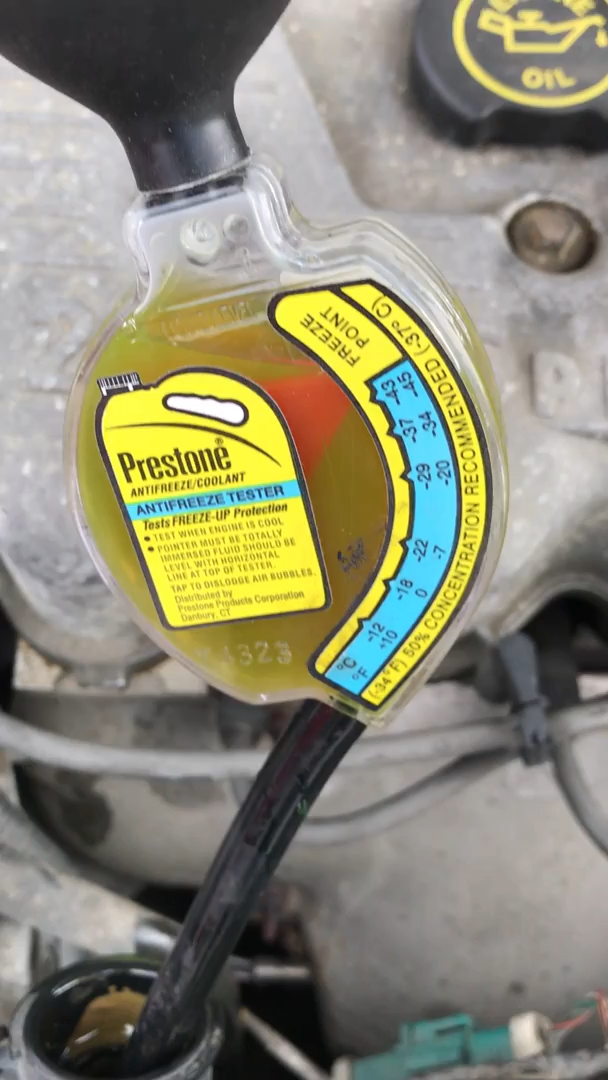 OIL
FREEZE
POINT
Prestone®
ANTIFREEZE/COOLANT
ANTIFREEZE TESTER
Tests FREEZE-UP Protection
• TEST WHEN ENGINE IS COOL
• POINTER MUST BE TOTALLY
IMMERSED FLUID SHOULD BE
LEVEL WITH HORIZONTAL
LINE AT TOP OF TESTER.
TAP TO DISLODGE AIR BUBBLES.
Distributed by
Prestone Products Corporation
Danbury, CT
°C -12 -18 -22 -29 -37 -43
°F +10 0 -7 -20 -34 -45
(-34°F) 50% CONCENTRATION RECOMMENDED (-37°C)